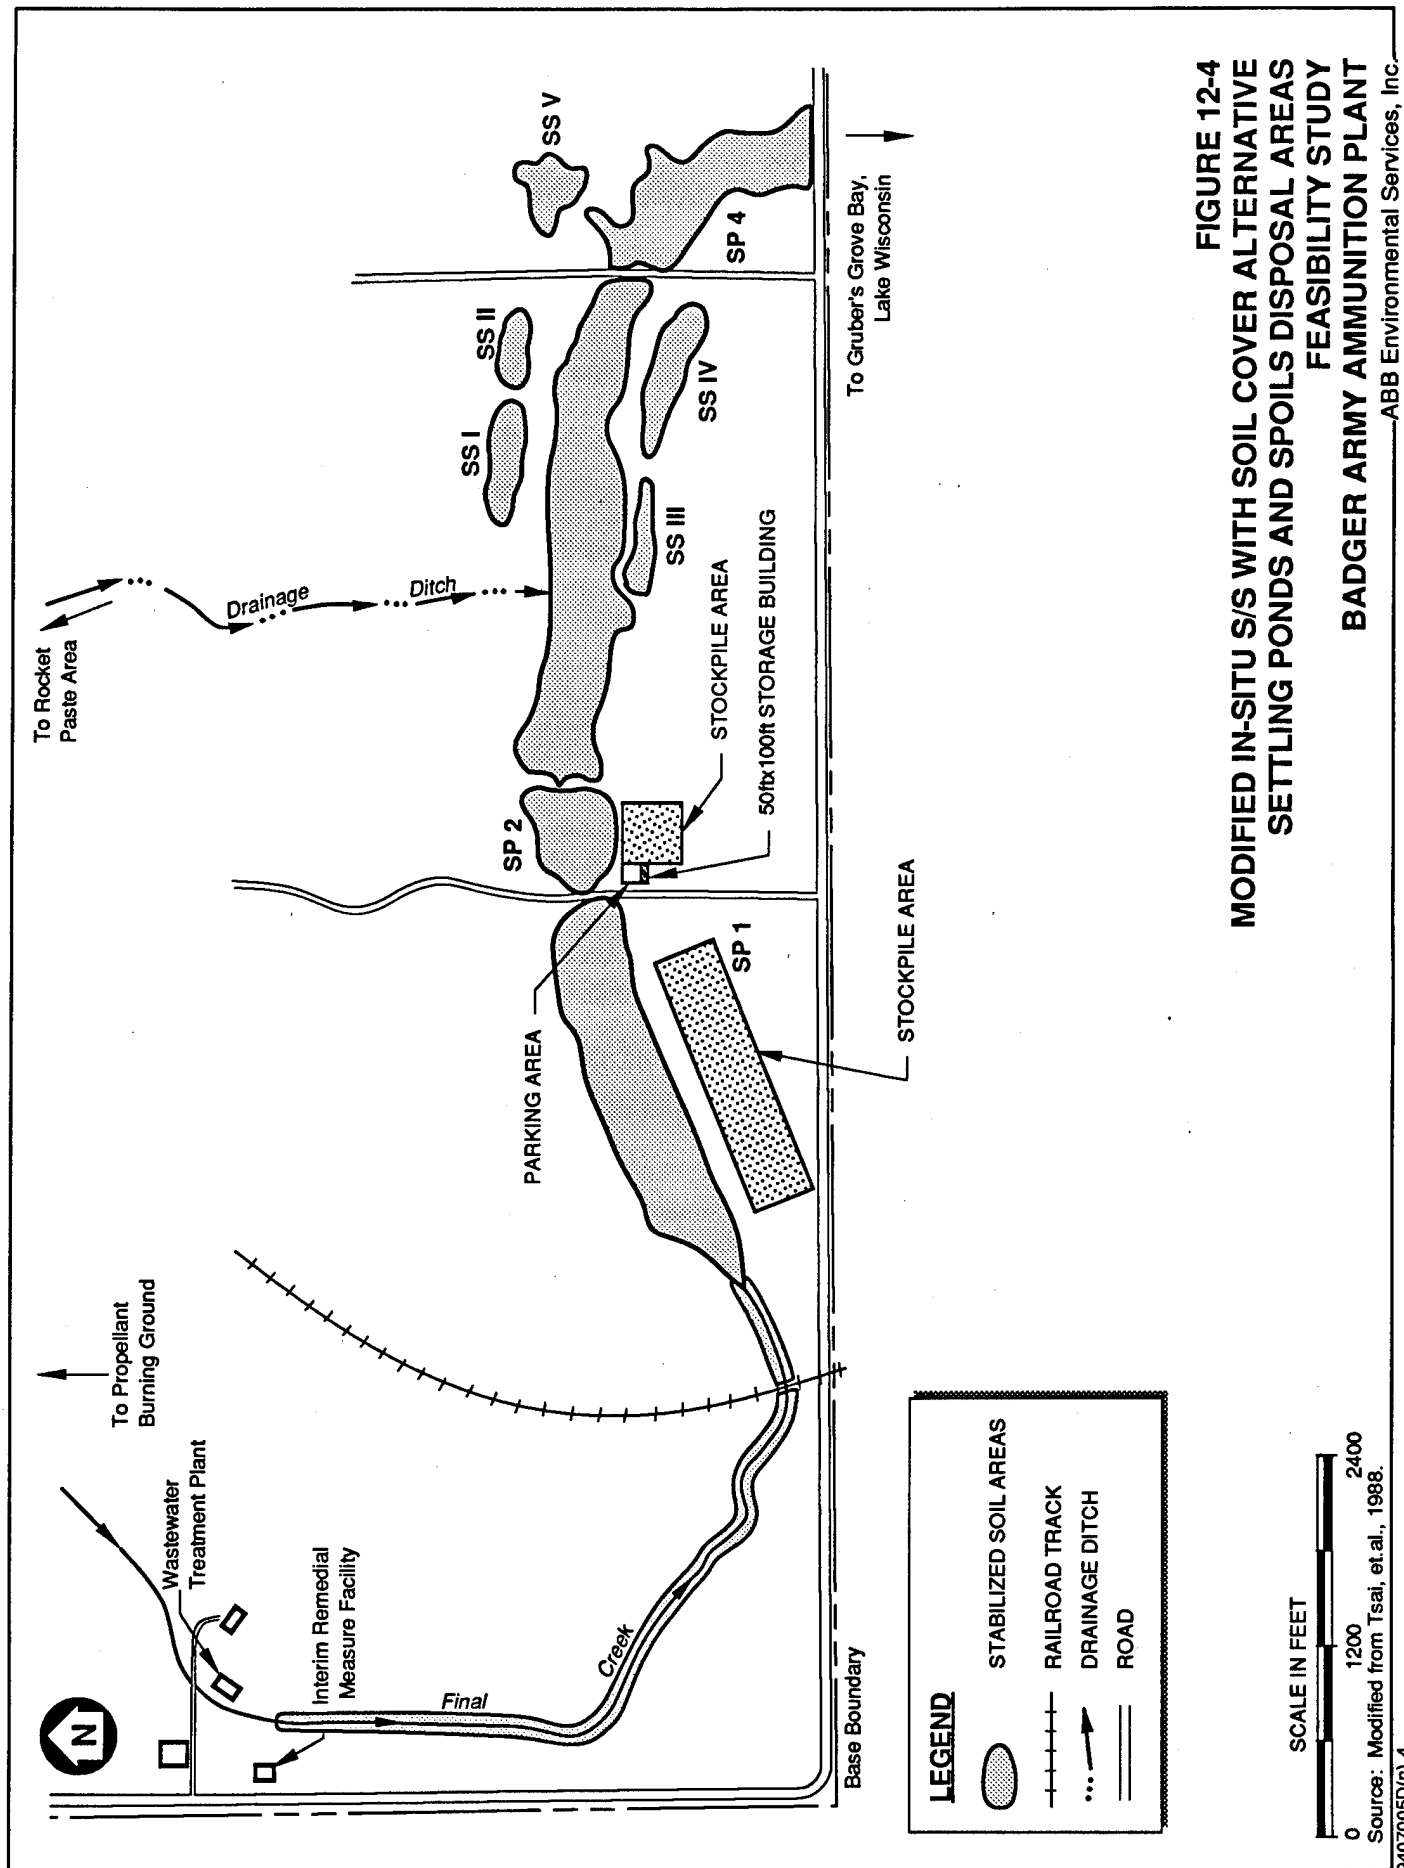 N
To Propellant
Burning Ground
To Rocket
Paste Area
Wastewater
Treatment Plant
Interim Remedial
Measure Facility
Final
Creek
Drainage
Ditch
SS I
SS II
SS V
SP 2
SS III
SS IV
SP 4
PARKING AREA
SP 1
STOCKPILE AREA
50ftx100ft STORAGE BUILDING
STOCKPILE AREA
Base Boundary
To Gruber's Grove Bay,
Lake Wisconsin
LEGEND
STABILIZED SOIL AREAS
RAILROAD TRACK
DRAINAGE DITCH
ROAD
SCALE IN FEET
0 1200 2400
Source: Modified from Tsai, et.al., 1988.
FIGURE 12-4
MODIFIED IN-SITU S/S WITH SOIL COVER ALTERNATIVE
SETTLING PONDS AND SPOILS DISPOSAL AREAS
FEASIBILITY STUDY
BADGER ARMY AMMUNITION PLANT
ABB Environmental Services, Inc.